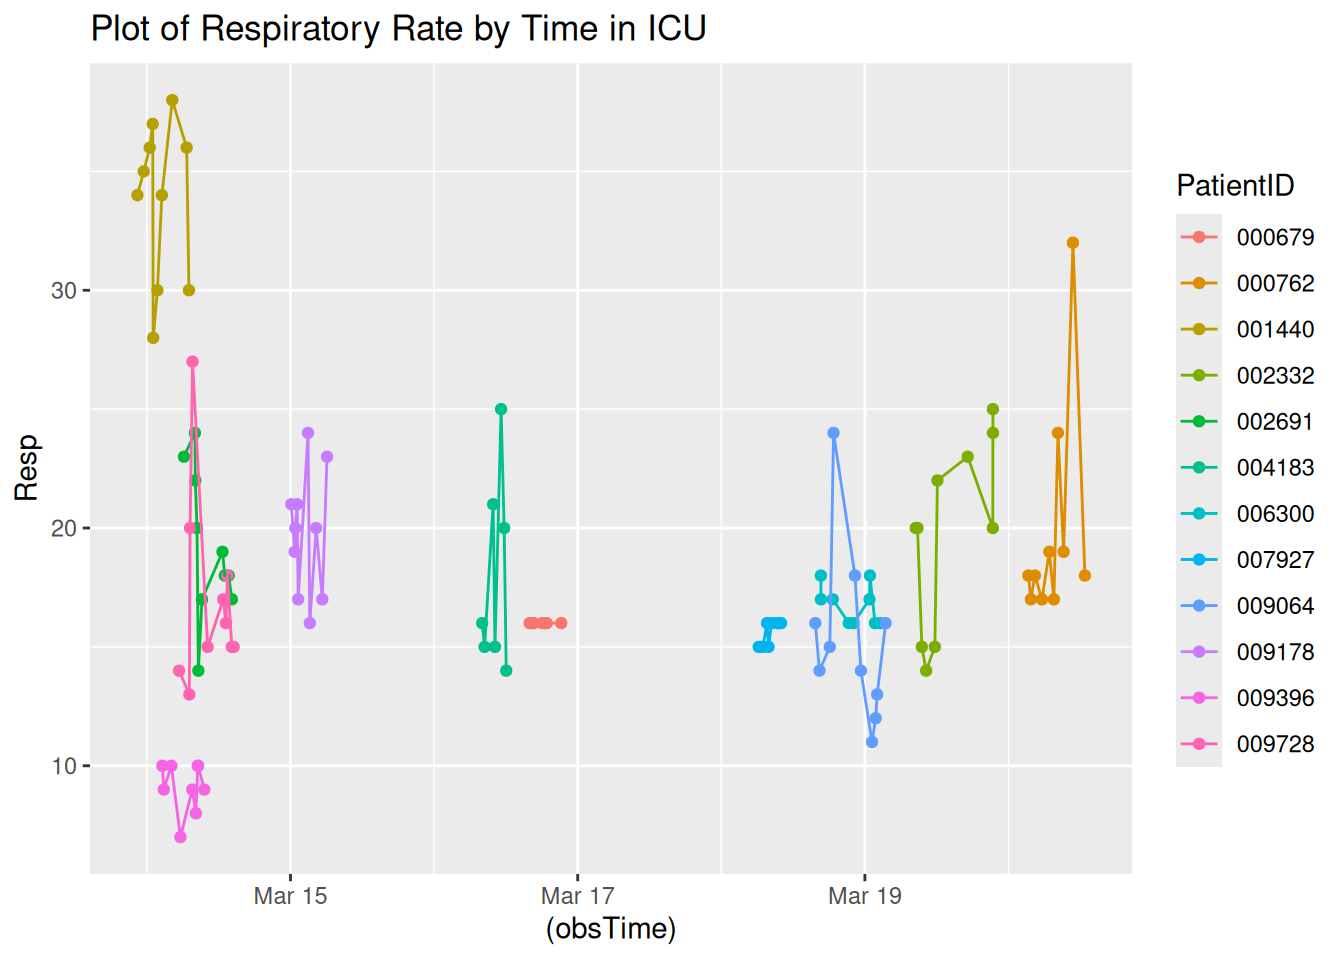 Plot of Respiratory Rate by Time in ICU
Resp
30
20
10
Mar 15
Mar 17
Mar 19
(obsTime)
PatientID
000679
000762
001440
002332
002691
004183
006300
007927
009064
009178
009396
009728